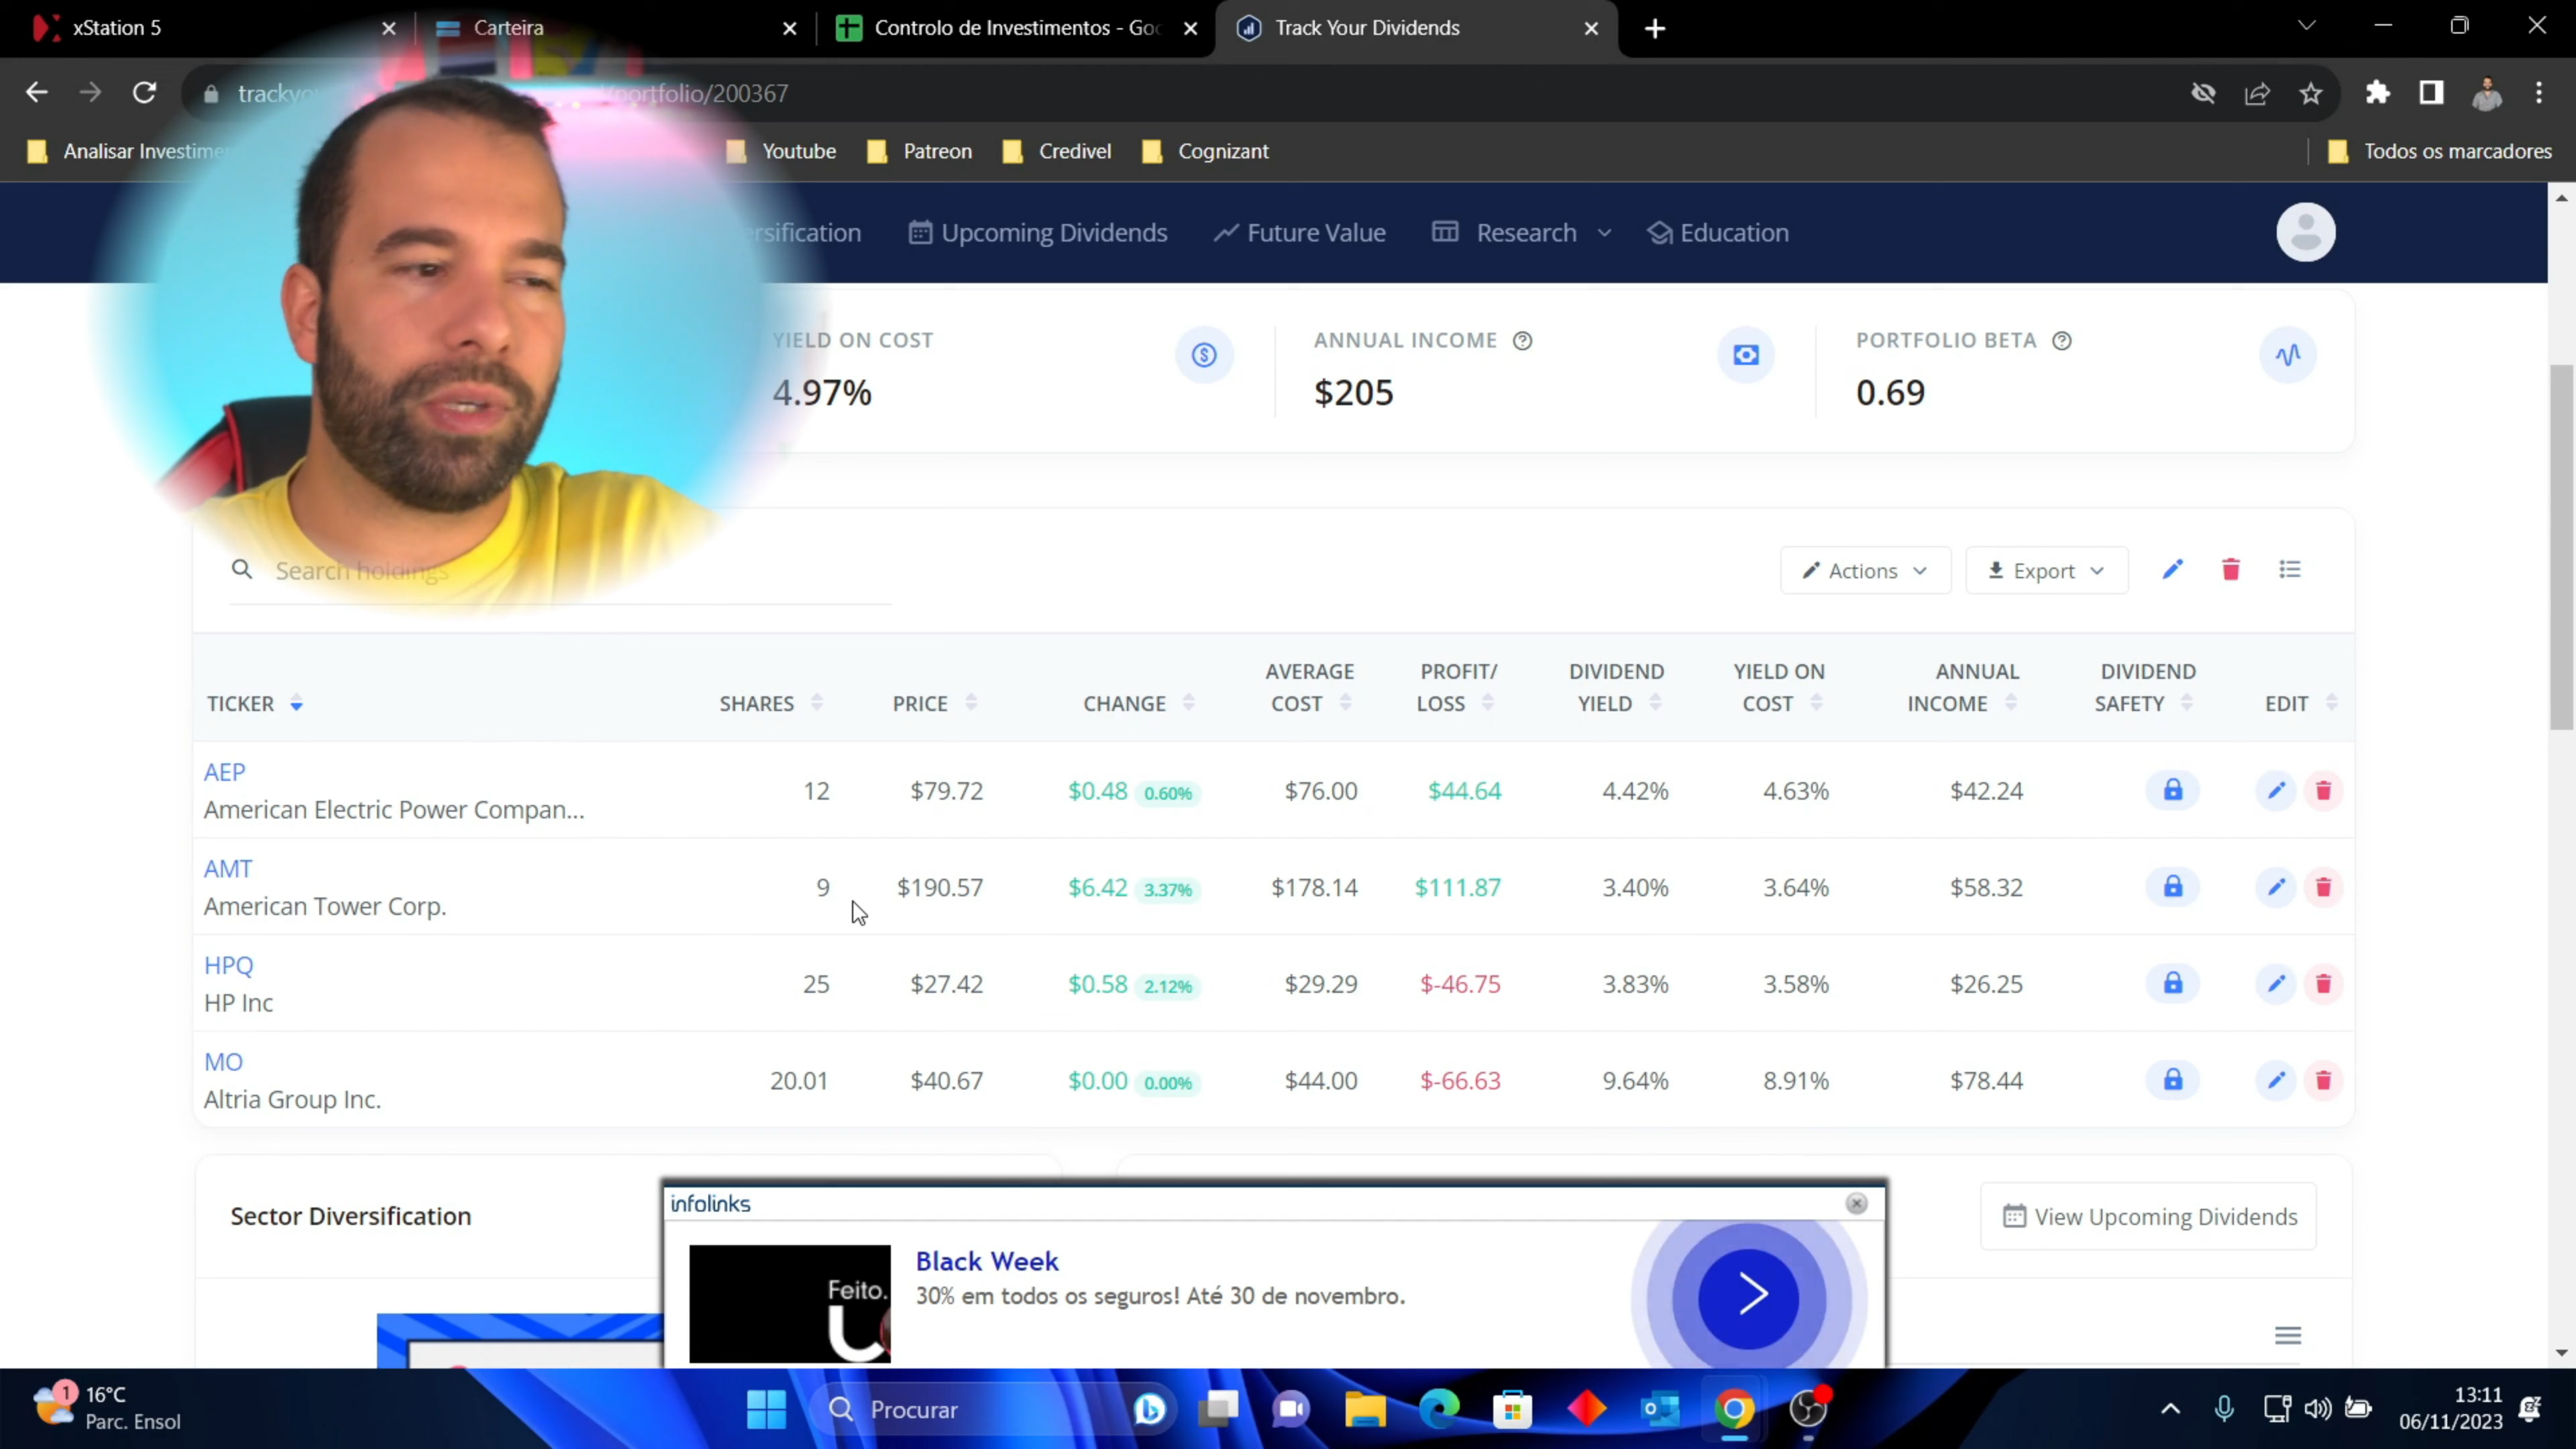 xStation 5
Carteira
Controlo de Investimentos - Goo
Track Your Dividends
portfolio/200367
Youtube
Patreon
Credivel
Cognizant
Todos os marcadores
Upcoming Dividends
Future Value
Research
Education
YIELD ON COST
4.97%
ANNUAL INCOME
$205
PORTFOLIO BETA
0.69
Search holdings
Actions
Export
TICKER
SHARES
PRICE
CHANGE
AVERAGE
COST
PROFIT/
LOSS
DIVIDEND
YIELD
YIELD ON
COST
ANNUAL
INCOME
DIVIDEND
SAFETY
EDIT
AEP
American Electric Power Compan...
12 $79.72 $0.48 0.60% $76.00 $44.64 4.42% 4.63% $42.24
AMT
American Tower Corp.
9 $190.57 $6.42 3.37% $178.14 $111.87 3.40% 3.64% $58.32
HPQ
HP Inc
25 $27.42 $0.58 2.12% $29.29 $-46.75 3.83% 3.58% $26.25
MO
Altria Group Inc.
20.01 $40.67 $0.00 0.00% $44.00 $-66.63 9.64% 8.91% $78.44
Sector Diversification
View Upcoming Dividends
infolinks
Feito.
Black Week
30% em todos os seguros! Até 30 de novembro.
1
16°C
Parc. Ensol
Procurar
13:11
06/11/2023